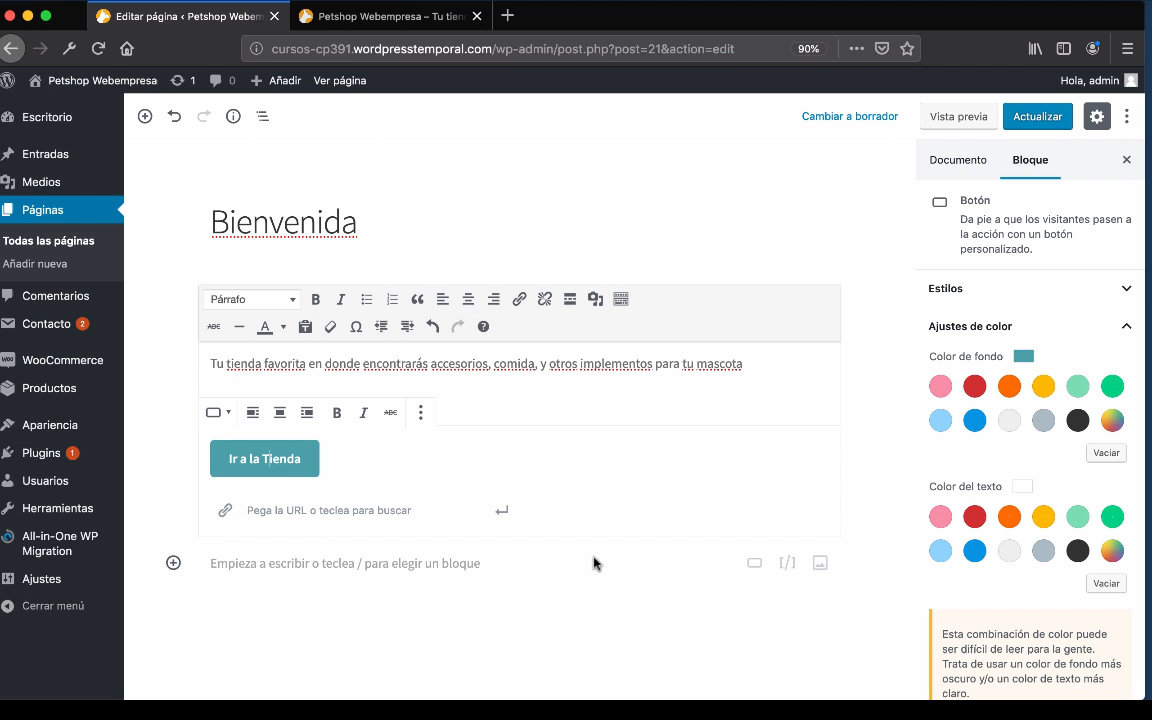 Editar página ‹ Petshop Webem
Petshop Webempresa – Tu tien
cursos-cp391.wordpresstemporal.com/wp-admin/post.php?post=21&action=edit
90%
Petshop Webempresa
1
0
Añadir
Ver página
Hola, admin
Escritorio
Entradas
Medios
Páginas
Todas las páginas
Añadir nueva
Comentarios
Contacto 2
WooCommerce
Productos
Apariencia
Plugins 1
Usuarios
Herramientas
All-in-One WP
Migration
Ajustes
Cerrar menú
Cambiar a borrador
Vista previa
Actualizar
Bienvenida
Párrafo
B I
ABC
A
Tu tienda favorita en donde encontrarás accesorios, comida, y otros implementos para tu mascota
B I ABC
Ir a la Tienda
Pega la URL o teclea para buscar
Empieza a escribir o teclea / para elegir un bloque
[/]
Documento
Bloque
Botón
Da pie a que los visitantes pasen a
la acción con un botón
personalizado.
Estilos
Ajustes de color
Color de fondo
Vaciar
Color del texto
Vaciar
Esta combinación de color puede
ser difícil de leer para la gente.
Trata de usar un color de fondo más
oscuro y/o un color de texto más
claro.